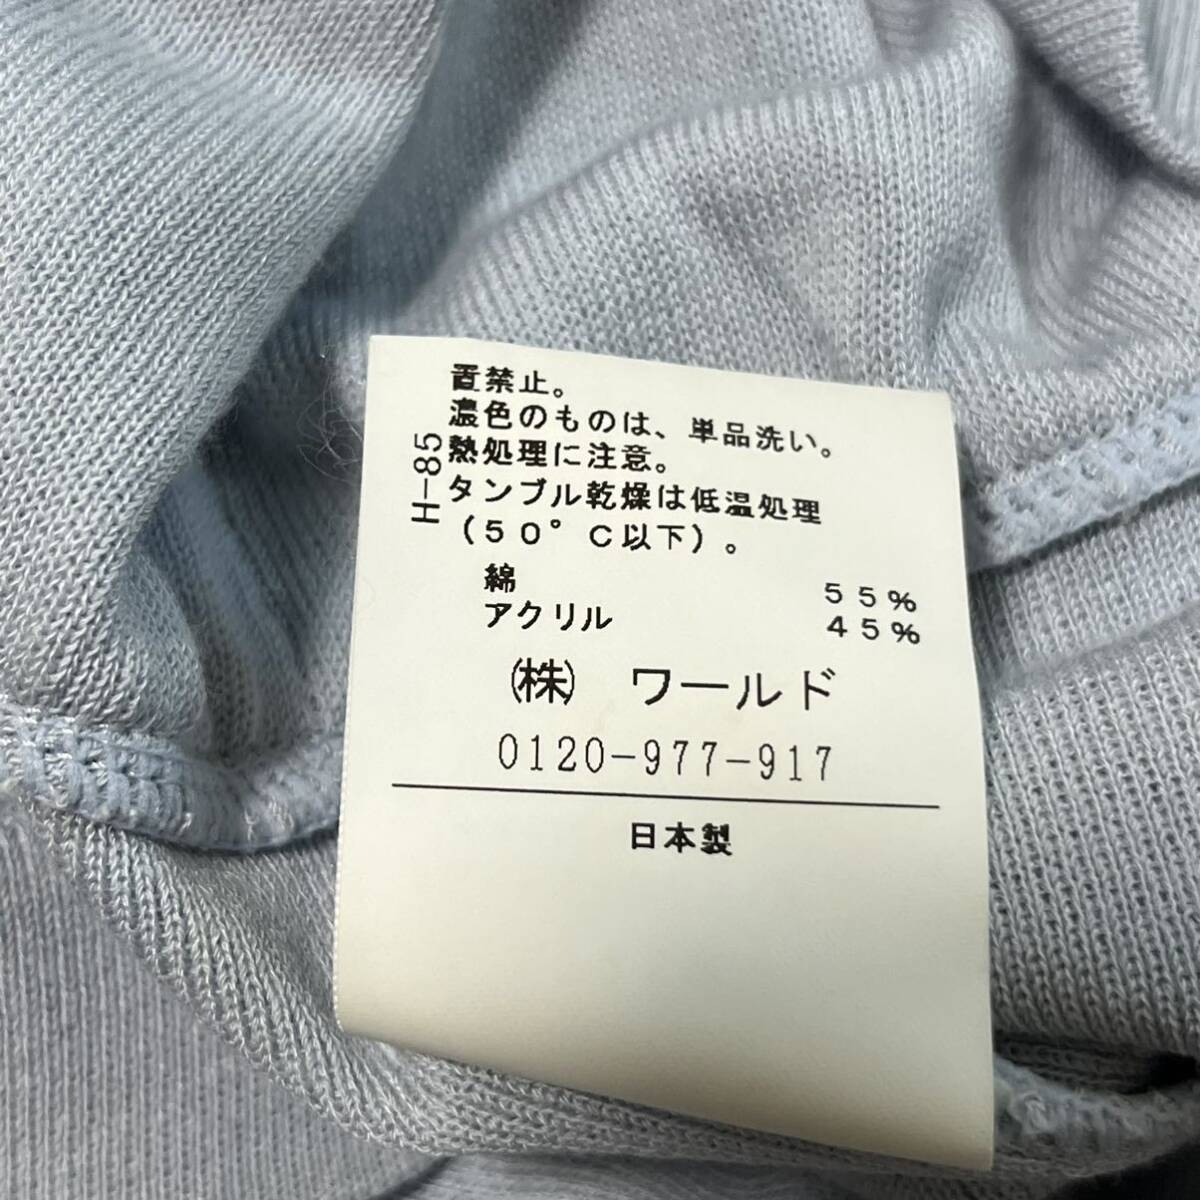 置禁止。
濃色のものは、単品洗い。
熱処理に注意。
タンブル乾燥は低温処理
（５０°Ｃ以下）。
H-85
綿 ５５％
アクリル ４５％
㈱ ワールド
0120-977-917
日本製